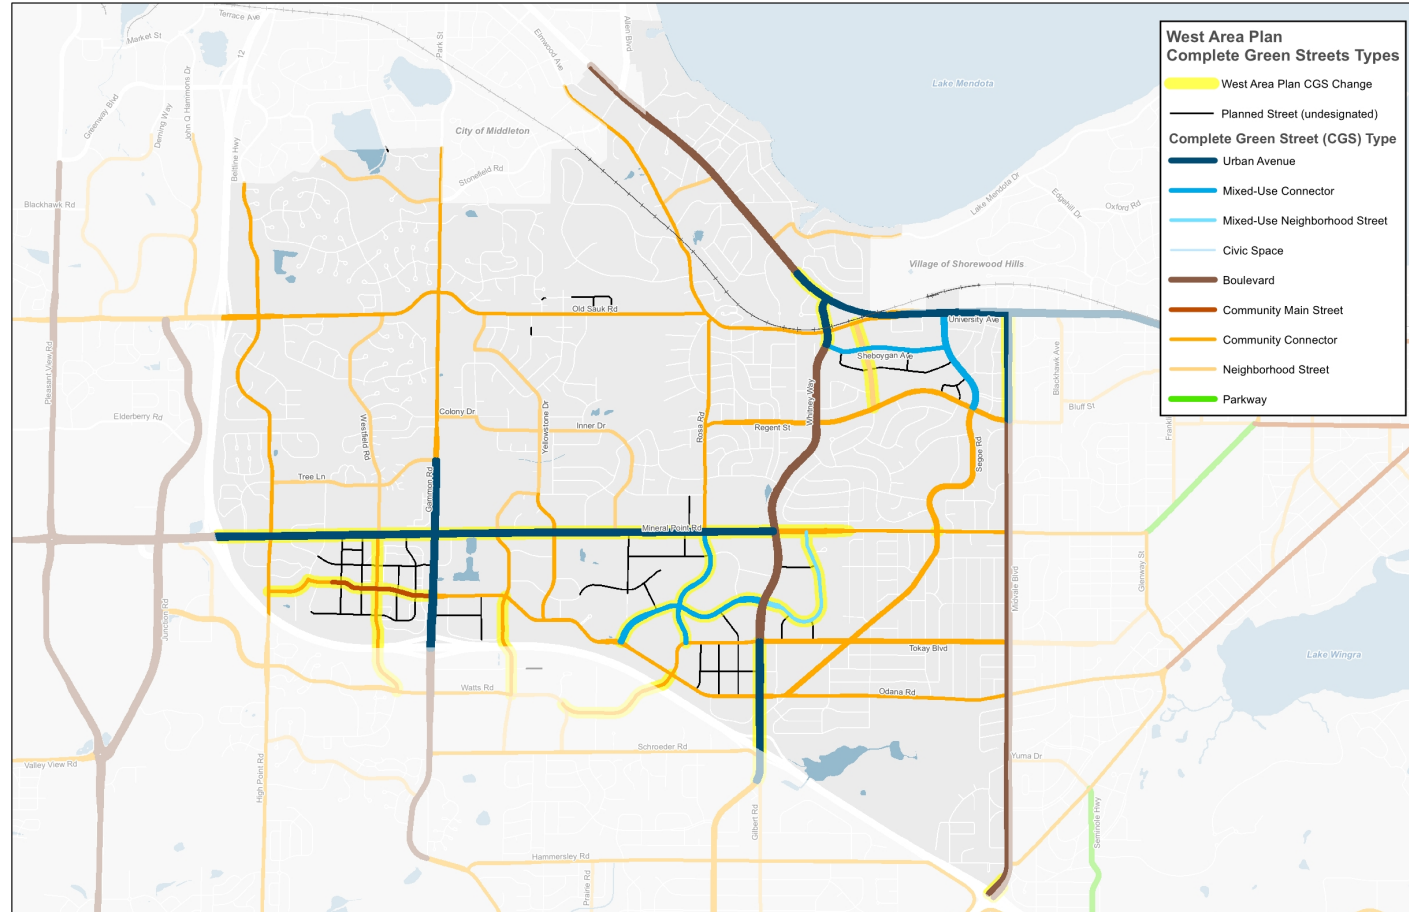 West Area Plan
Complete Green Streets Types
West Area Plan CGS Change
Planned Street (undesignated)
Complete Green Street (CGS) Type
Urban Avenue
Mixed-Use Connector
Mixed-Use Neighborhood Street
Civic Space
Boulevard
Community Main Street
Community Connector
Neighborhood Street
Parkway
Terrace Ave
Market St
12
Park St
Elmwood Ave
Allen Blvd
Greenway Blvd
Deming Way
John Q Hammons Dr
Beltline Hwy
City of Middleton
Stonefield Rd
Lake Mendota
Lake Mendota Dr
Edgehill Dr
Oxford Rd
Blackhawk Rd
Village of Shorewood Hills
Old Sauk Rd
University Ave
Sheboygan Ave
Pleasant View Rd
Blackhawk Ave
Elderberry Rd
Westfield Rd
Colony Dr
Yellowstone Dr
Inner Dr
Rosa Rd
Whitney Way
Regent St
Bluff St
Segoe Rd
Tree Ln
Gammon Rd
Mineral Point Rd
Junction Rd
Midvale Blvd
Glenway St
Tokay Blvd
Lake Wingra
Watts Rd
Odana Rd
Schroeder Rd
Valley View Rd
High Point Rd
Yuma Dr
Gilbert Rd
Seminole Hwy
Hammersley Rd
Prairie Rd